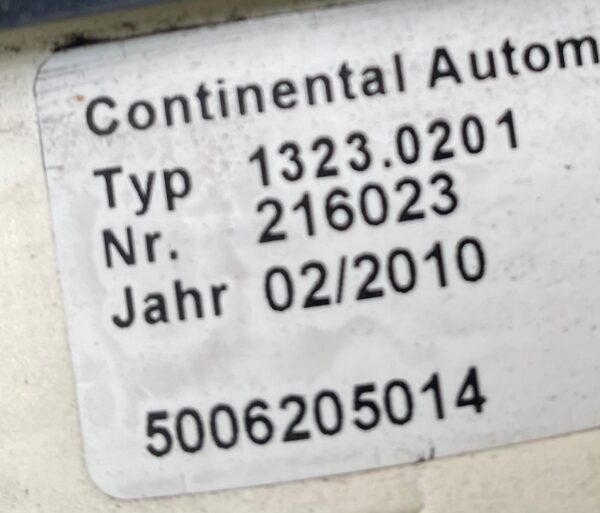 Continental Autom
Typ 1323.0201
Nr. 216023
Jahr 02/2010
5006205014